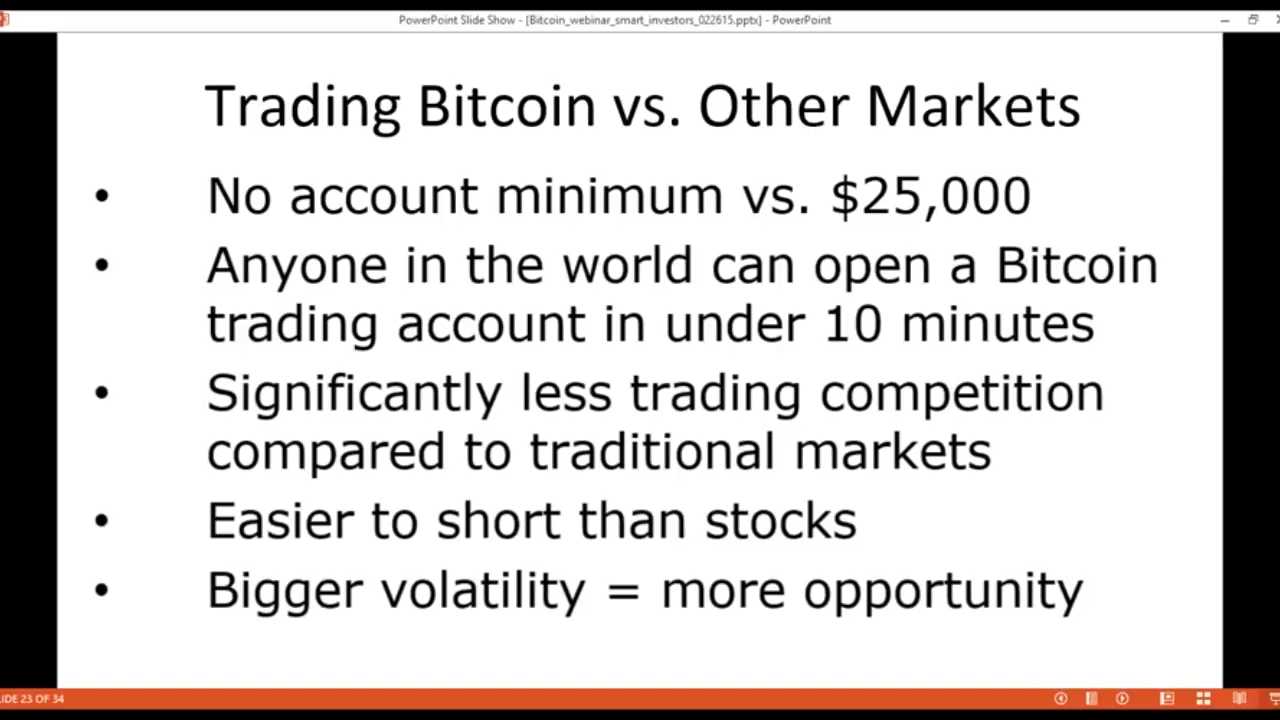 PowerPoint Slide Show - [Bitcoin_webinar_smart_investors_022615.pptx] - PowerPoint
Trading Bitcoin vs. Other Markets
• No account minimum vs. $25,000
• Anyone in the world can open a Bitcoin
trading account in under 10 minutes
• Significantly less trading competition
compared to traditional markets
• Easier to short than stocks
• Bigger volatility = more opportunity
LIDE 23 OF 34